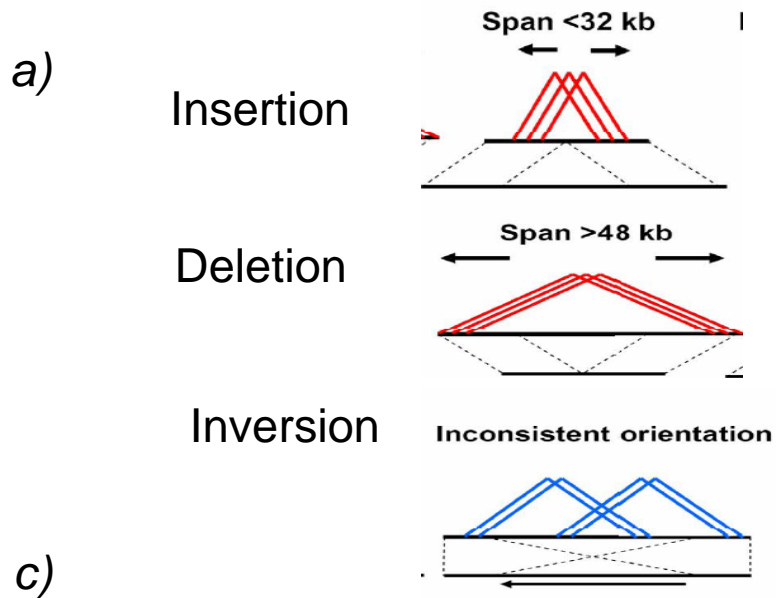 Span <32 kb
a)
Insertion
Span >48 kb
Deletion
Inversion
Inconsistent orientation
c)